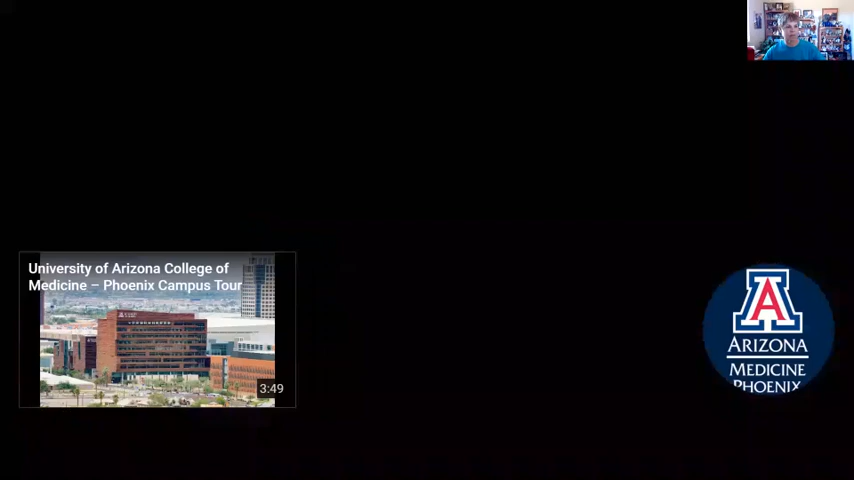 University of Arizona College of
Medicine – Phoenix Campus Tour
3:49
A
ARIZONA
MEDICINE
PHOENIX